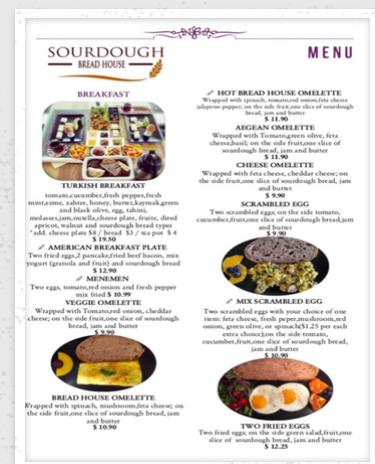 SOURDOUGH
BREAD HOUSE
MENU
BREAKFAST
TURKISH BREAKFAST
tomato,cucumber,fresh pepper,fresh
mint,ezme, zahter, honey, butter,kaymak,green
and black olive, egg, tahini,
molasses,jam,nutella,cheese plate, fruits, dired
apricot, walnut and sourdough bread types
*add. cheese plate $8 / bread $3 / tea pot $ 4
$ 19.50
AMERICAN BREAKFAST PLATE
Two fried eggs,2 pancake,fried beef bacon, mix
yogurt (granola and fruit) and sourdough bread
$ 12.90
MENEMEN
Two eggs, tomato,red onion and fresh pepper
mix fried $ 10.99
VEGGIE OMELETTE
Wrapped with Tomato,red onion, cheddar
cheese; on the side fruit,one slice of sourdough
bread, jam and butter
$ 9.90
BREAD HOUSE OMELETTE
Wrapped with spinach, mushroom,feta cheese; on
the side fruit,one slice of sourdough bread, jam
and butter
$ 10.90
HOT BREAD HOUSE OMELETTE
Wrapped with spinach, tomato,red onion,feta cheese
jalapeno pepper; on the side fruit,one slice of sourdough
bread, jam and butter
$ 11.90
AEGEAN OMELETTE
Wrapped with Tomato,green olive, feta
cheese,basil; on the side fruit,one slice of
sourdough bread, jam and butter
$ 11.90
CHEESE OMELETTE
Wrapped with feta cheese, cheddar cheese; on
the side fruit,one slice of sourdough bread, jam
and butter
$ 9.90
SCRAMBLED EGG
Two scrambled eggs; on the side tomato,
cucumber,fruit,one slice of sourdough bread,jam
and butter
$ 9.90
MIX SCRAMBLED EGG
Two scrambled eggs with your choice of one
item: feta cheese, fresh peper,mushroom,red
onion, green olive, or spinach($1.25 per each
extra choice);on the side tomato,
cucumber,fruit,one slice of sourdough bread,
jam and butter
$ 10.90
TWO FRIED EGGS
Two fried eggs; on the side green salad,fruit,one
slice of sourdough bread, jam and butter
$ 12.25